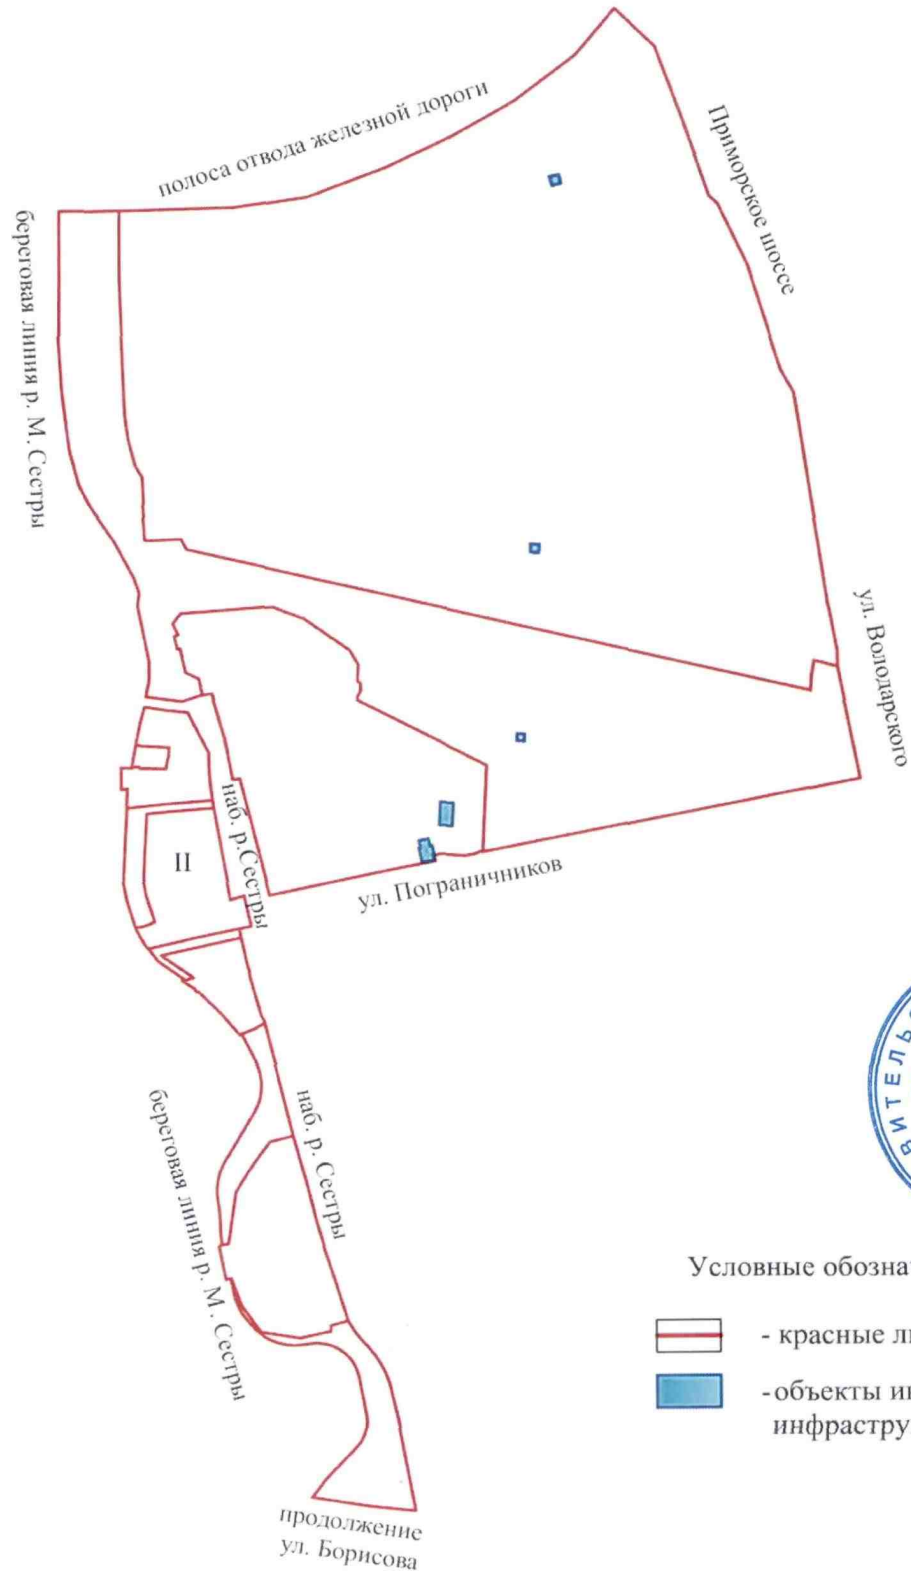 полоса отвода железной дороги
Приморское шоссе
береговая линия р. М. Сестры
ул. Володарского
наб. р.Сестры
II
ул. Пограничников
береговая линия р. М. Сестры
наб. р. Сестры
ВИТЕЛЬ
Условные обозна
- красные л
-объекты и
инфрастру
продолжение
ул. Борисова